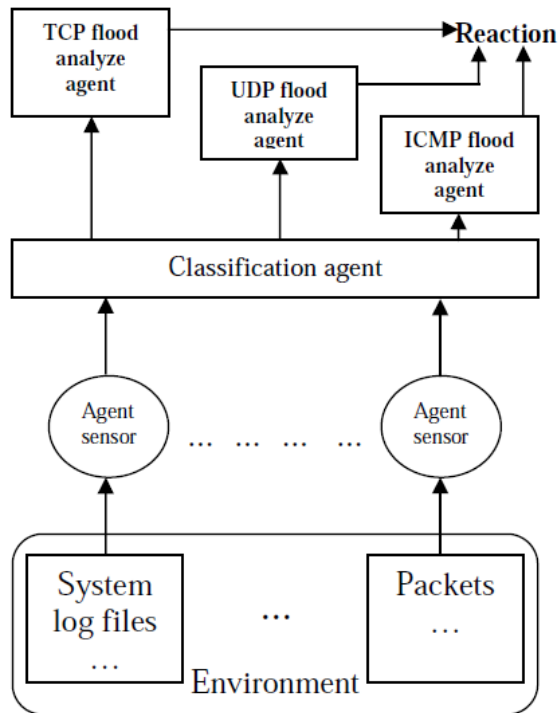 TCP flood
analyze
agent
Reaction
UDP flood
analyze
agent
ICMP flood
analyze
agent
Classification agent
Agent
sensor
... ... ... ...
Agent
sensor
System
log files
...
...
Packets
...
Environment